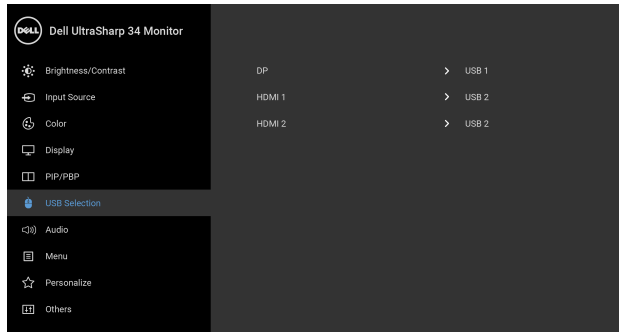 DELL Dell UltraSharp 34 Monitor
Brightness/Contrast
Input Source
Color
Display
PIP/PBP
USB Selection
Audio
Menu
Personalize
Others
DP > USB 1
HDMI 1 > USB 2
HDMI 2 > USB 2